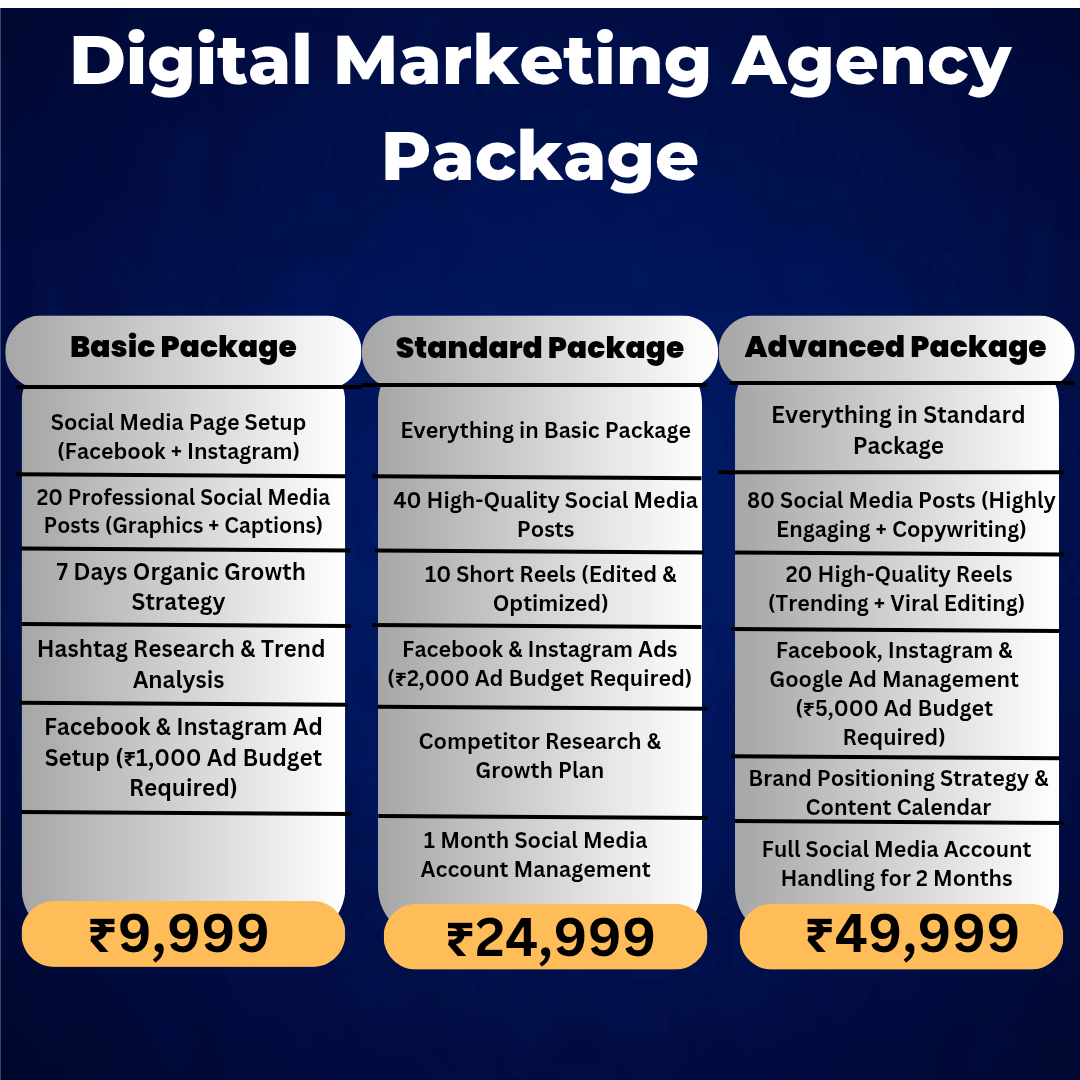 Digital Marketing Agency
Package
Basic Package
Social Media Page Setup
(Facebook + Instagram)
20 Professional Social Media
Posts (Graphics + Captions)
7 Days Organic Growth
Strategy
Hashtag Research & Trend
Analysis
Facebook & Instagram Ad
Setup (₹1,000 Ad Budget
Required)
₹9,999
Standard Package
Everything in Basic Package
40 High-Quality Social Media
Posts
10 Short Reels (Edited &
Optimized)
Facebook & Instagram Ads
(₹2,000 Ad Budget Required)
Competitor Research &
Growth Plan
1 Month Social Media
Account Management
₹24,999
Advanced Package
Everything in Standard
Package
80 Social Media Posts (Highly
Engaging + Copywriting)
20 High-Quality Reels
(Trending + Viral Editing)
Facebook, Instagram &
Google Ad Management
(₹5,000 Ad Budget
Required)
Brand Positioning Strategy &
Content Calendar
Full Social Media Account
Handling for 2 Months
₹49,999